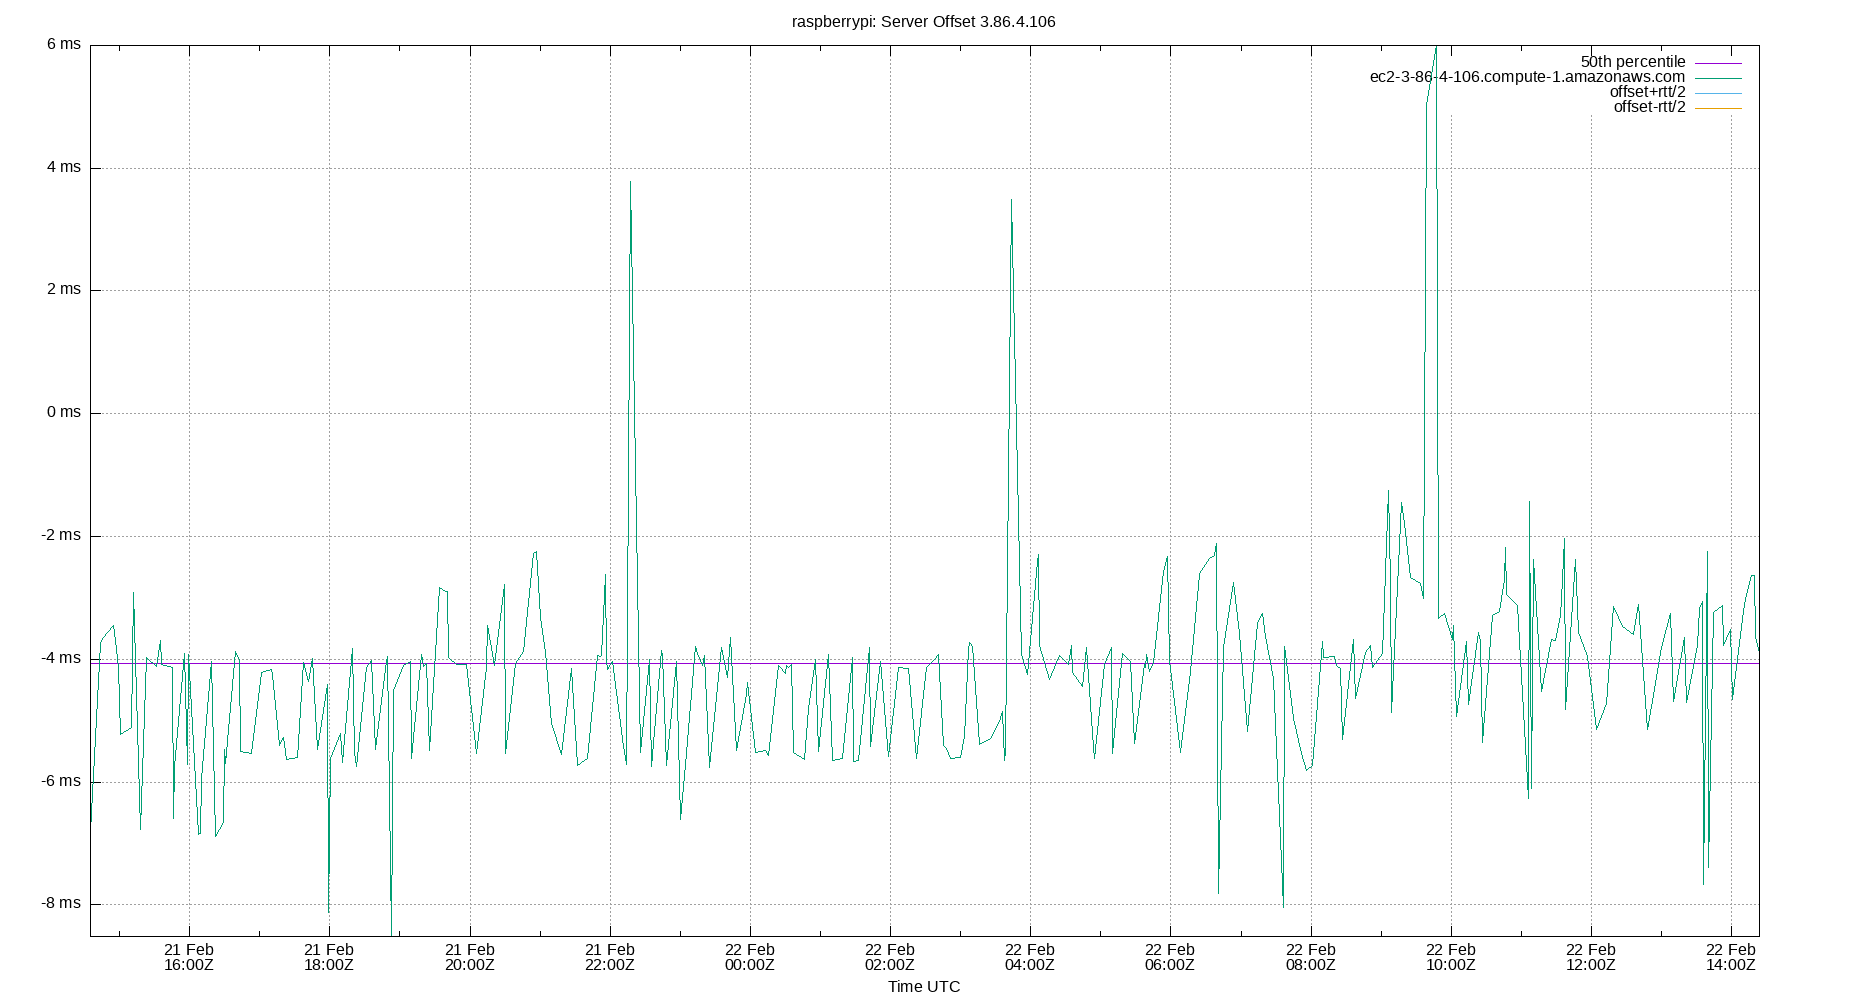 raspberrypi: Server Offset 3.86.4.106
6 ms
4 ms
2 ms
0 ms
-2 ms
-4 ms
-6 ms
-8 ms
50th percentile
ec2-3-86-4-106.compute-1.amazonaws.com
offset+rtt/2
offset-rtt/2
21 Feb 21 Feb 21 Feb 21 Feb 22 Feb 22 Feb 22 Feb 22 Feb 22 Feb 22 Feb 22 Feb 22 Feb
16:00Z 18:00Z 20:00Z 22:00Z 00:00Z 02:00Z 04:00Z 06:00Z 08:00Z 10:00Z 12:00Z 14:00Z
Time UTC